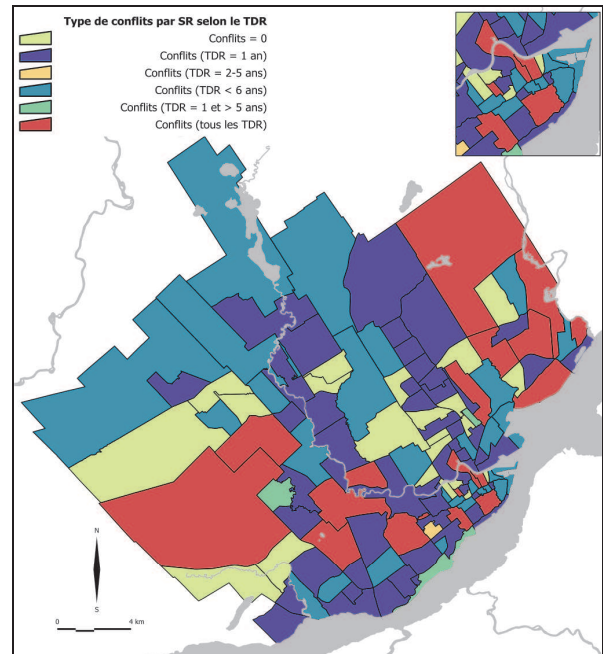 Type de conflits par SR selon le TDR
Conflits = 0
Conflits (TDR = 1 an)
Conflits (TDR = 2-5 ans)
Conflits (TDR < 6 ans)
Conflits (TDR = 1 et > 5 ans)
Conflits (tous les TDR)
N
S
0 4 km